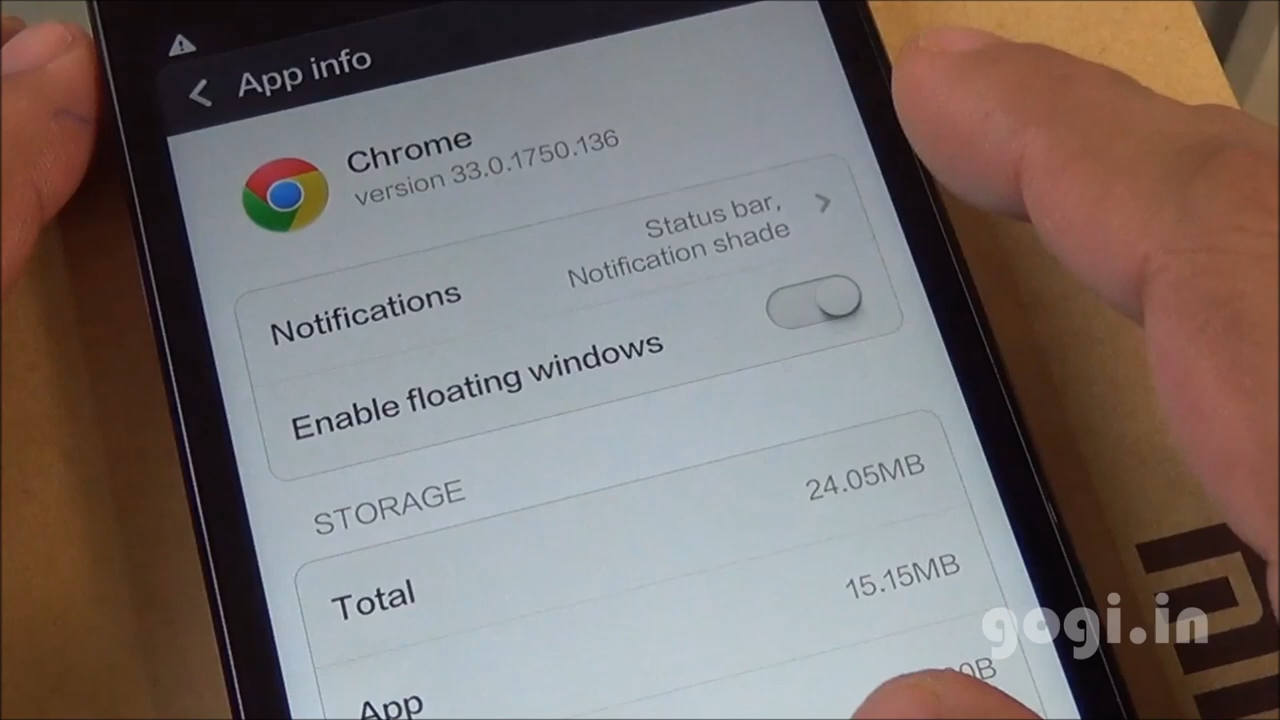 App info
Chrome
version 33.0.1750.136
Notifications
Status bar,
Notification shade
Enable floating windows
STORAGE
Total
24.05MB
App
15.15MB
gogi.in